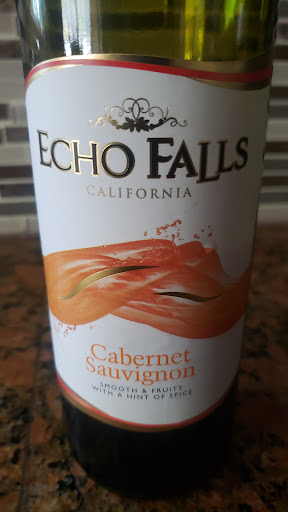 ECHO FALLS
CALIFORNIA
Cabernet
Sauvignon
SMOOTH & FRUITY
WITH A HINT OF SPICE